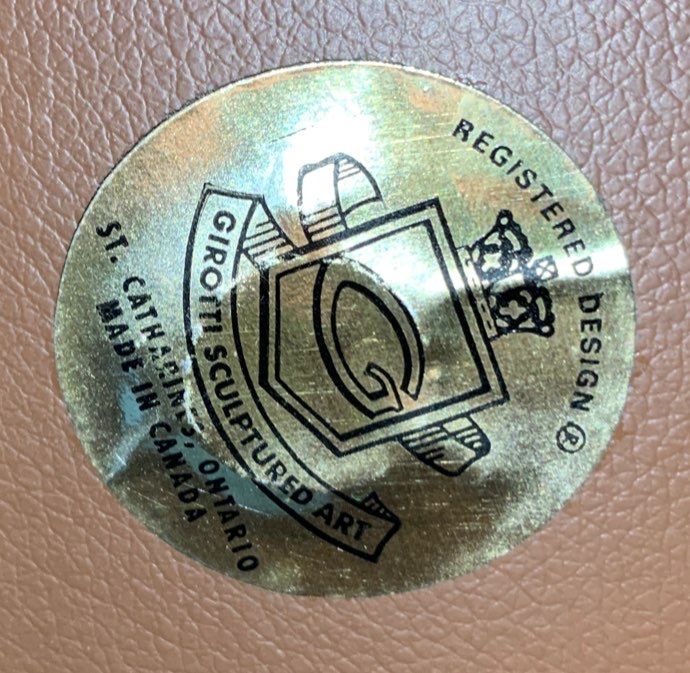 REGISTERED DESIGN ®
G
GIROTTI SCULPTURED ART
ST. CATHARINES, ONTARIO
MADE IN CANADA